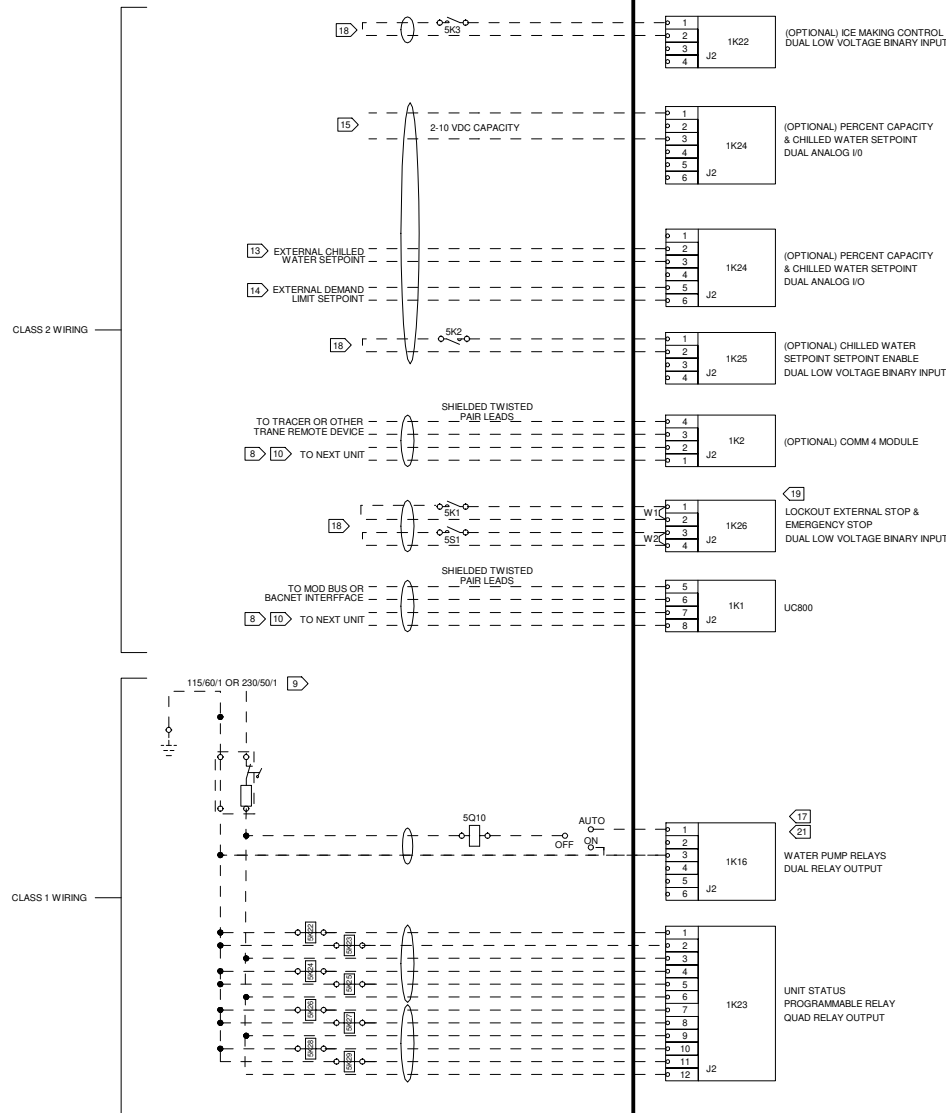 18
5K3
1
2
3
4
1K22
J2
(OPTIONAL) ICE MAKING CONTROL
DUAL LOW VOLTAGE BINARY INPUT
15
2-10 VDC CAPACITY
1
2
3
4
5
6
1K24
J2
(OPTIONAL) PERCENT CAPACITY
& CHILLED WATER SETPOINT
DUAL ANALOG I/0
13
EXTERNAL CHILLED
WATER SETPOINT
14
EXTERNAL DEMAND
LIMIT SETPOINT
1
2
3
4
5
6
1K24
J2
(OPTIONAL) PERCENT CAPACITY
& CHILLED WATER SETPOINT
DUAL ANALOG I/O
CLASS 2 WIRING
18
5K2
1
2
3
4
1K25
J2
(OPTIONAL) CHILLED WATER
SETPOINT SETPOINT ENABLE
DUAL LOW VOLTAGE BINARY INPUT
SHIELDED TWISTED
PAIR LEADS
TO TRACER OR OTHER
TRANE REMOTE DEVICE
8 10 TO NEXT UNIT
4
3
2
1
1K2
J2
(OPTIONAL) COMM 4 MODULE
18
5K1
5S1
W1
W2
1
2
3
4
1K26
J2
19
LOCKOUT EXTERNAL STOP &
EMERGENCY STOP
DUAL LOW VOLTAGE BINARY INPUT
SHIELDED TWISTED
PAIR LEADS
TO MOD BUS OR
BACNET INTERFFACE
8 10 TO NEXT UNIT
5
6
7
8
1K1
J2
UC800
115/60/1 OR 230/50/1 9
5Q10
AUTO
OFF
ON
1
2
3
4
5
6
1K16
J2
17
21
WATER PUMP RELAYS
DUAL RELAY OUTPUT
CLASS 1 WIRING
5K22
5K23
5K24
5K25
5K26
5K27
5K28
5K29
1
2
3
4
5
6
7
8
9
10
11
12
1K23
J2
UNIT STATUS
PROGRAMMABLE RELAY
QUAD RELAY OUTPUT